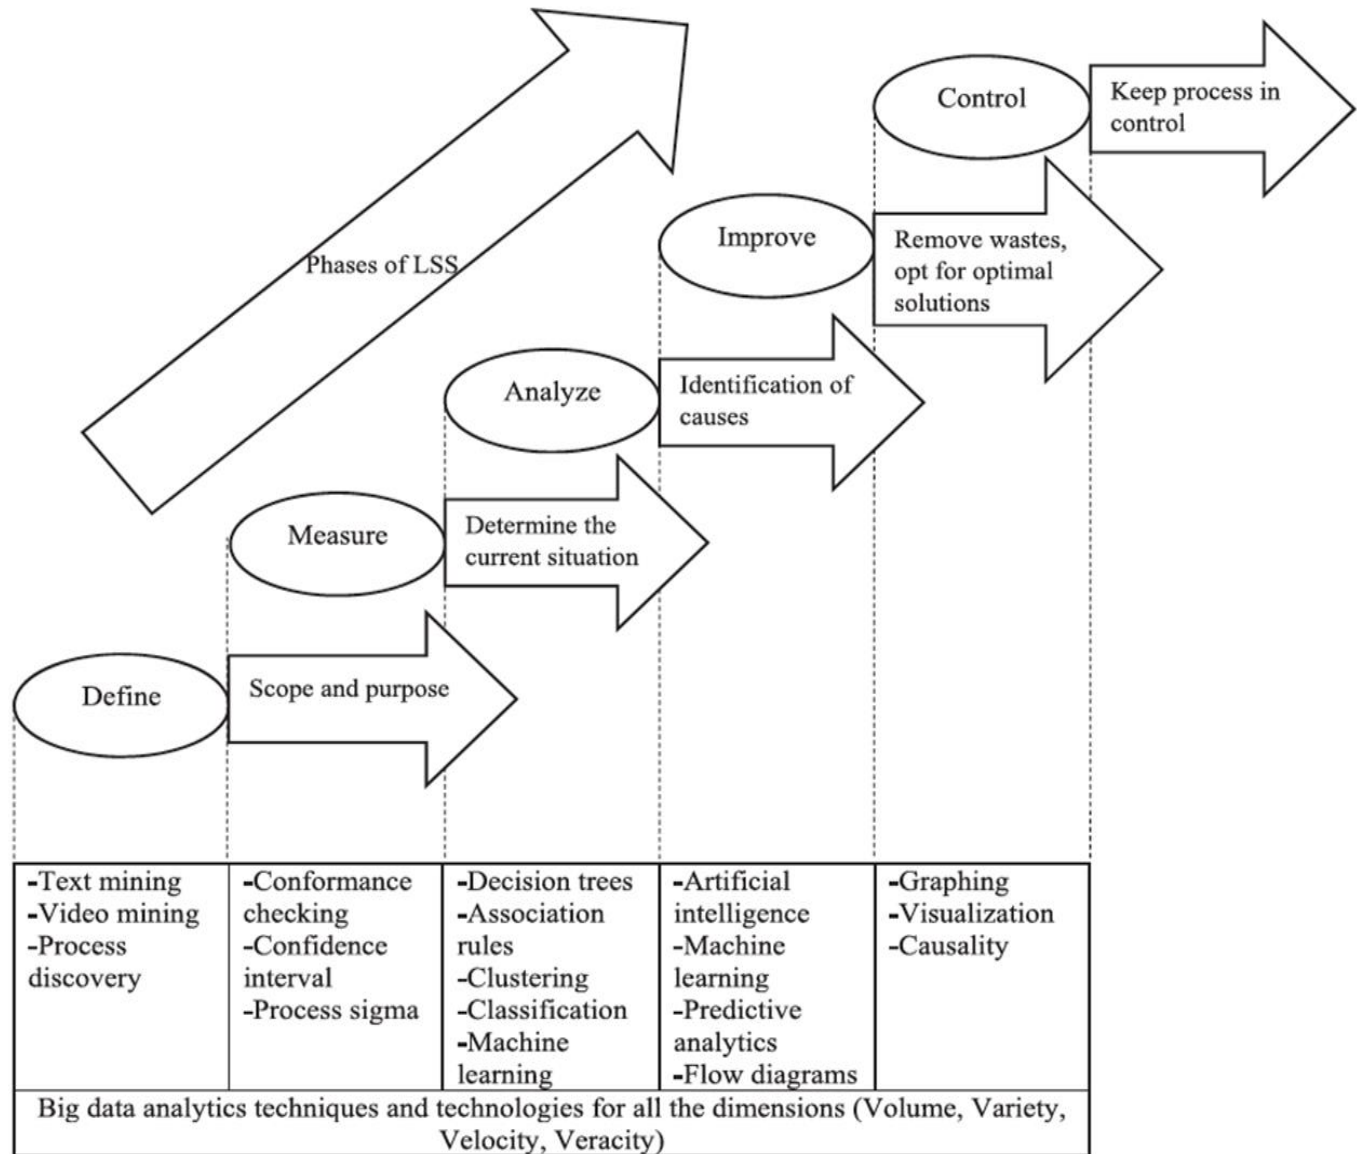 Control
Keep process in
control
Improve
Remove wastes,
opt for optimal
solutions
Phases of LSS
Analyze
Identification of
causes
Measure
Determine the
current situation
Define
Scope and purpose
-Text mining
-Video mining
-Process
discovery
-Conformance
checking
-Confidence
interval
-Process sigma
-Decision trees
-Association
rules
-Clustering
-Classification
-Machine
learning
-Artificial
intelligence
-Machine
learning
-Predictive
analytics
-Flow diagrams
-Graphing
-Visualization
-Causality
Big data analytics techniques and technologies for all the dimensions (Volume, Variety,
Velocity, Veracity)